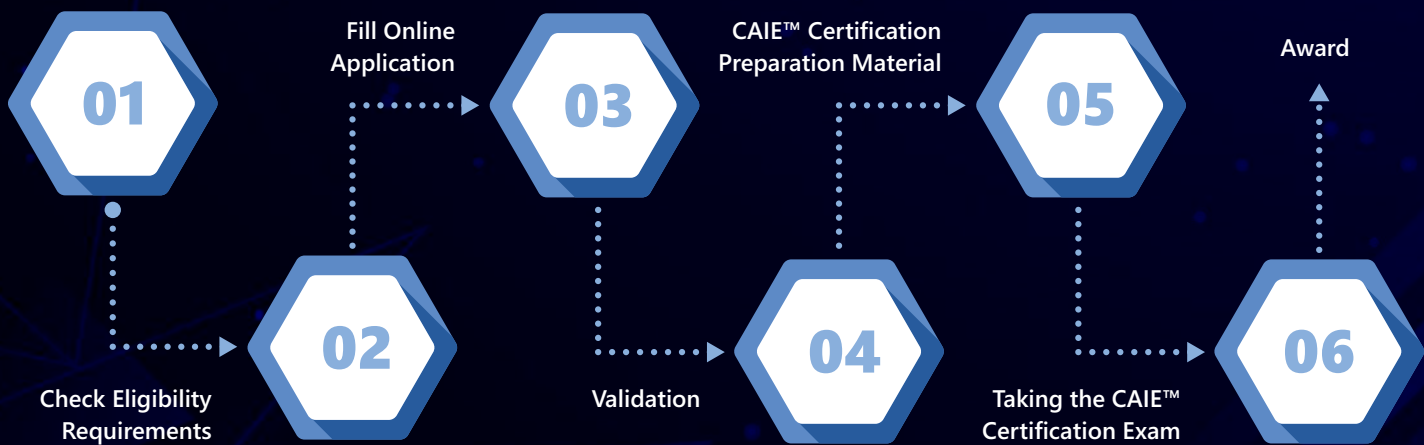 01
Check Eligibility
Requirements
02
Fill Online
Application
03
Validation
04
CAIE™ Certification
Preparation Material
05
Taking the CAIE™
Certification Exam
06
Award